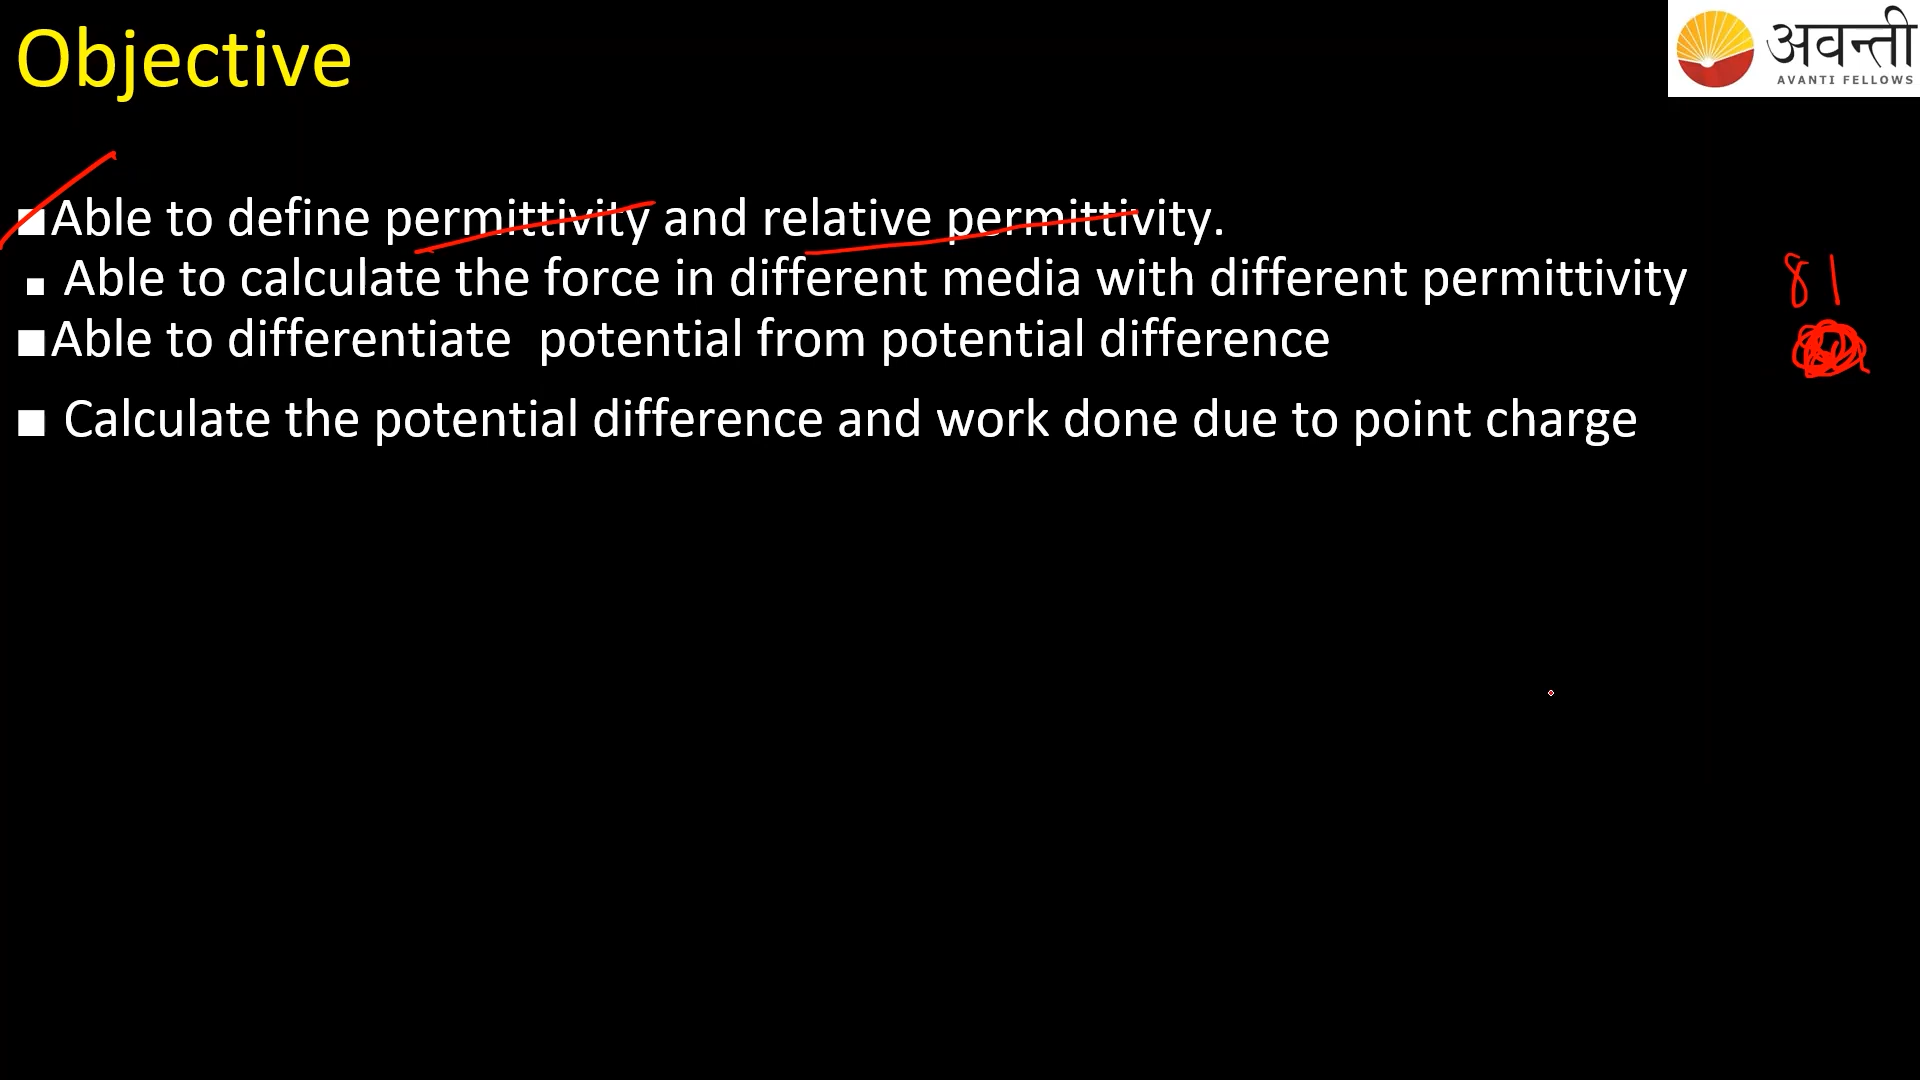 Objective
अवन्ती
AVANTI FELLOWS
▪Able to define permittivity and relative permittivity.
▪ Able to calculate the force in different media with different permittivity
81
▪Able to differentiate  potential from potential difference
▪ Calculate the potential difference and work done due to point charge